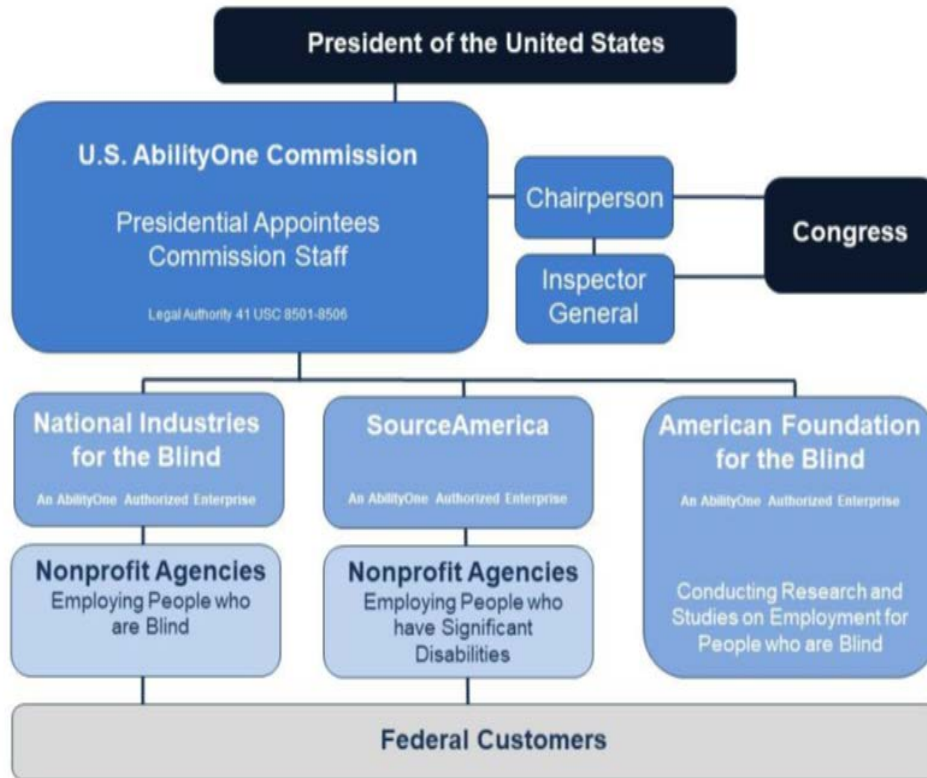 President of the United States
U.S. AbilityOne Commission
Presidential Appointees
Commission Staff
Legal Authority 41 USC 8501-8506
Chairperson
Inspector
General
Congress
National Industries
for the Blind
An AbilityOne Authorized Enterprise
SourceAmerica
An AbilityOne Authorized Enterprise
American Foundation
for the Blind
An AbilityOne Authorized Enterprise
Conducting Research and
Studies on Employment for
People who are Blind
Nonprofit Agencies
Employing People who
are Blind
Nonprofit Agencies
Employing People who
have Significant
Disabilities
Federal Customers